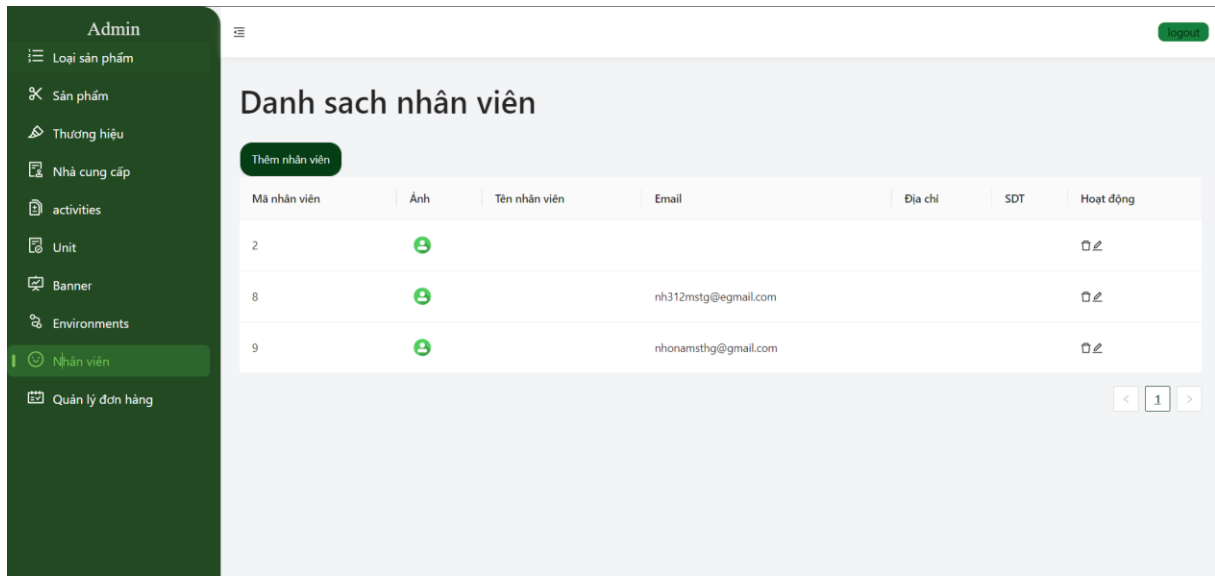 Admin
logout
Loại sản phẩm
Sản phẩm
Thương hiệu
Nhà cung cấp
activities
Unit
Banner
Environments
Nhân viên
Quản lý đơn hàng
Danh sach nhân viên
Thêm nhân viên
Mã nhân viên Ảnh Tên nhân viên Email Địa chỉ SDT Hoạt động
2
8 nh312mstg@egmail.com
9 nhonamsthg@gmail.com
< 1 >